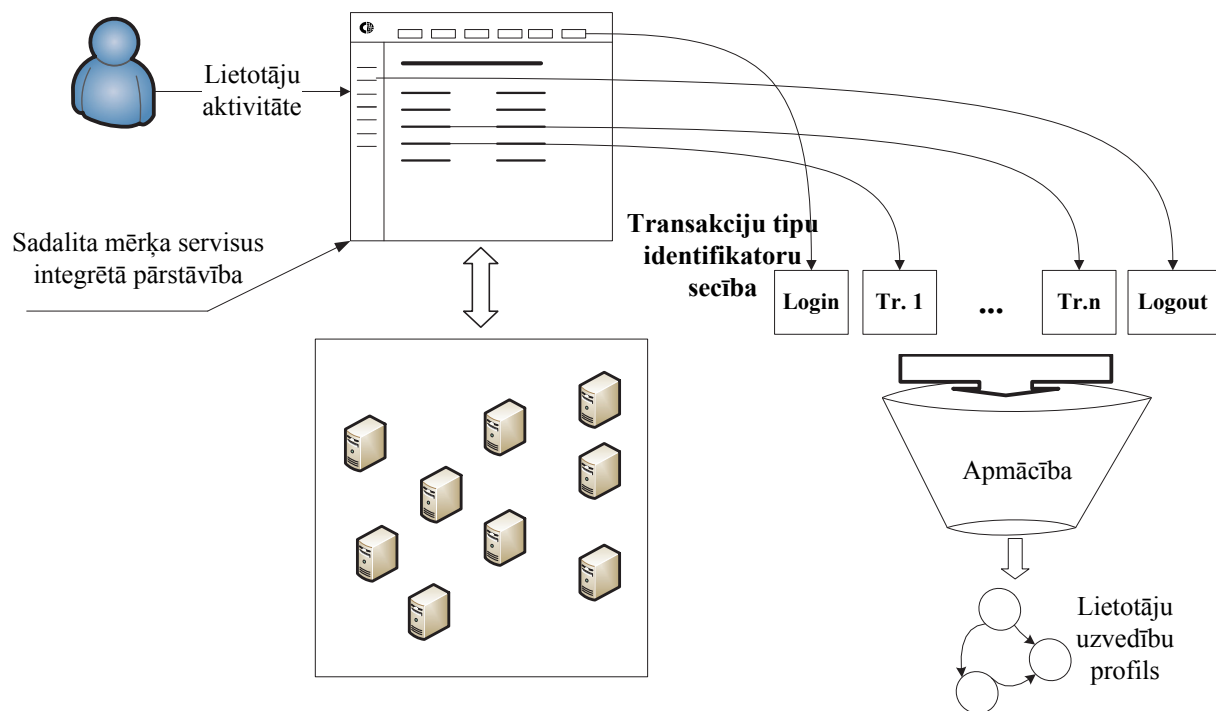 Lietotāju
aktivitāte
Sadalita mērķa servisus
integrētā pārstāvība
Transakciju tipu
identifikatoru
secība
Login
Tr. 1
...
Tr.n
Logout
Apmācība
Lietotāju
uzvedību
profils